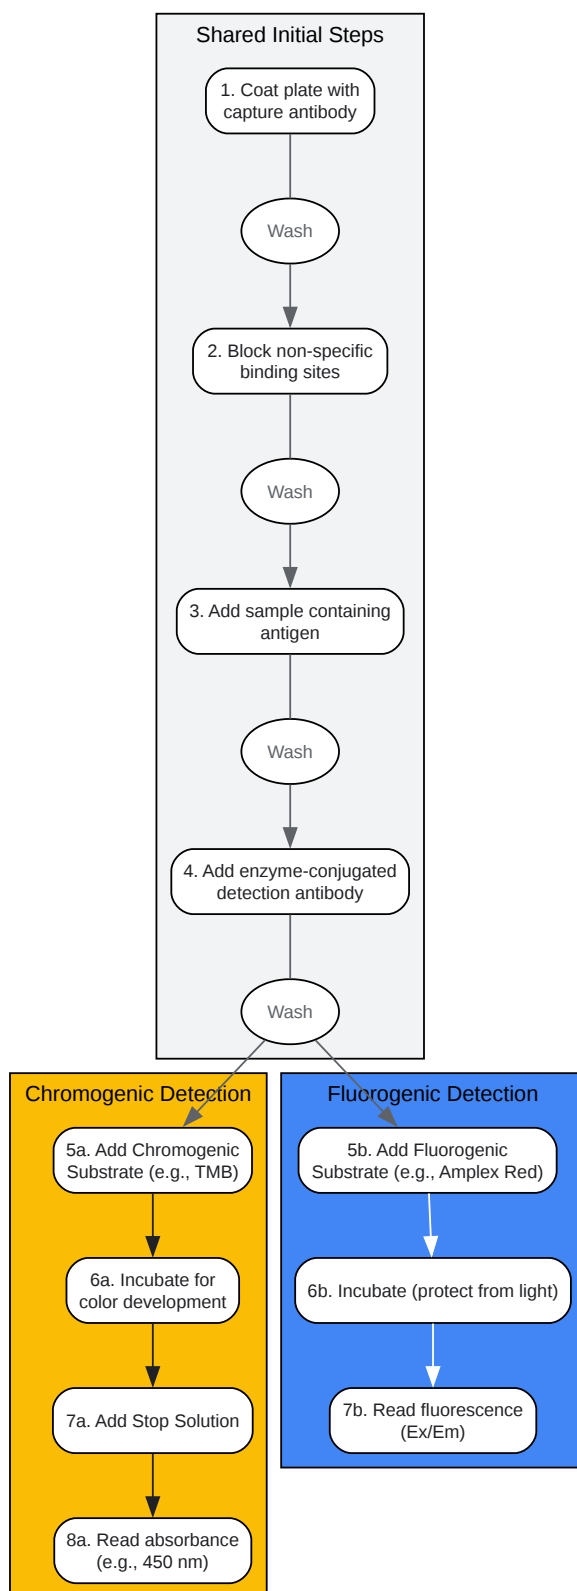 Shared Initial Steps
1. Coat plate with
capture antibody
Wash
2. Block non-specific
binding sites
Wash
3. Add sample containing
antigen
Wash
4. Add enzyme-conjugated
detection antibody
Wash
Chromogenic Detection
5a. Add Chromogenic
Substrate (e.g., TMB)
6a. Incubate for
color development
7a. Add Stop Solution
8a. Read absorbance
(e.g., 450 nm)
Fluorogenic Detection
5b. Add Fluorogenic
Substrate (e.g., Amplex Red)
6b. Incubate (protect from light)
7b. Read fluorescence
(Ex/Em)